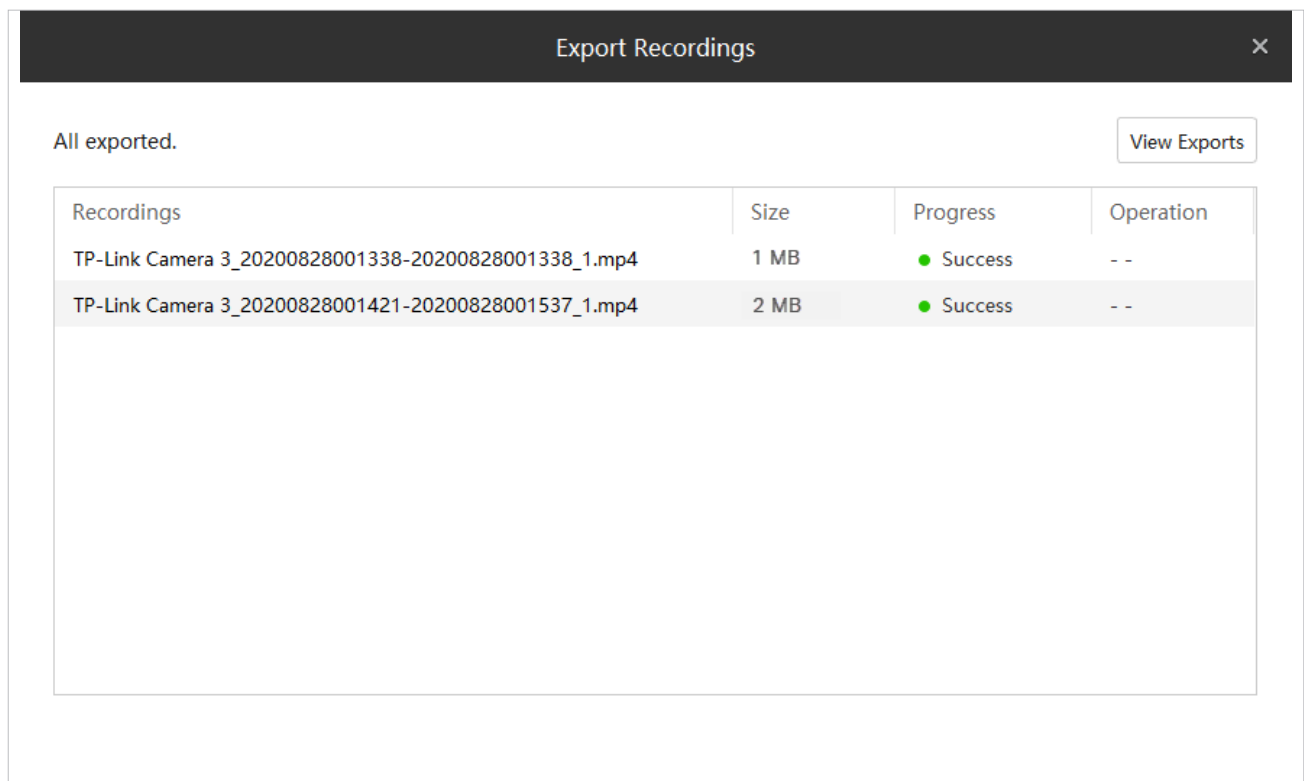 Export Recordings ×
All exported. View Exports
Recordings Size Progress Operation
TP-Link Camera 3_20200828001338-20200828001338_1.mp4 1 MB Success - -
TP-Link Camera 3_20200828001421-20200828001537_1.mp4 2 MB Success - -